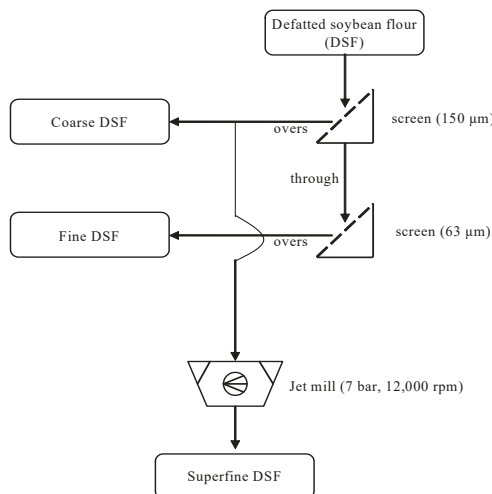 Defatted soybean flour
(DSF)
Coarse DSF
overs
screen (150 μm)
through
Fine DSF
overs
screen (63 μm)
Jet mill (7 bar, 12,000 rpm)
Superfine DSF